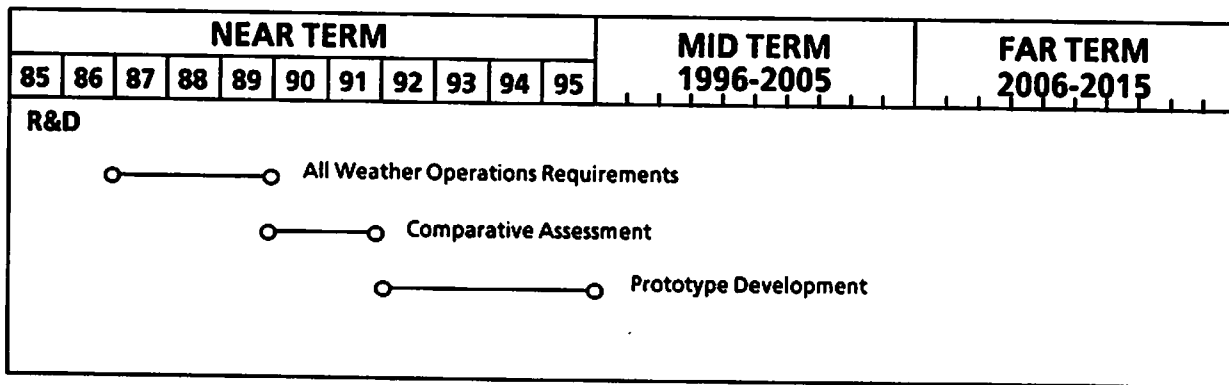 NEAR TERM
MID TERM
1996-2005
FAR TERM
2006-2015
85 86 87 88 89 90 91 92 93 94 95
R&D
All Weather Operations Requirements
Comparative Assessment
Prototype Development